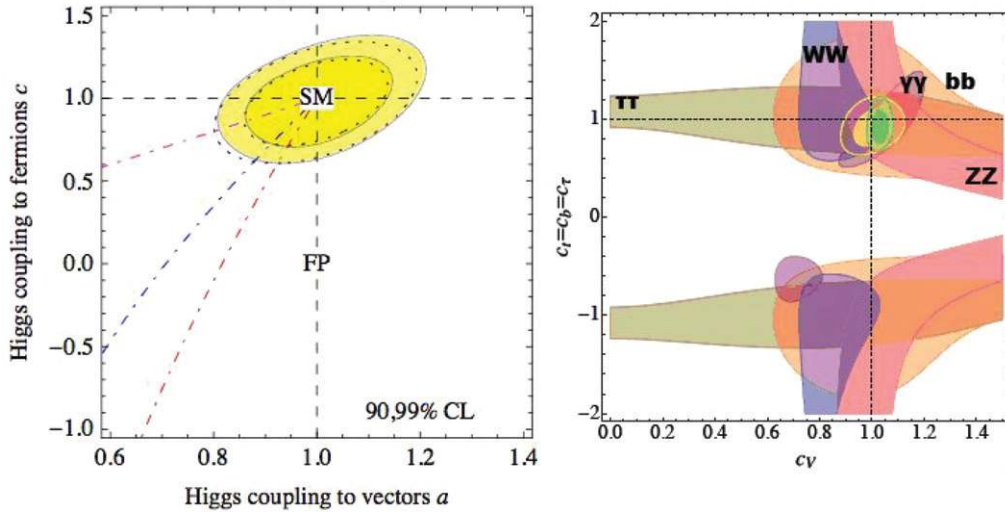 1.5
1.0
0.5
0.0
−0.5
−1.0
Higgs coupling to fermions c
SM
FP
90,99% CL
0.6 0.8 1.0 1.2 1.4
Higgs coupling to vectors a
2
1
0
−1
−2
c_t=c_b=c_τ
WW
ττ
γγ
bb
ZZ
0.0 0.2 0.4 0.6 0.8 1.0 1.2 1.4
c_V